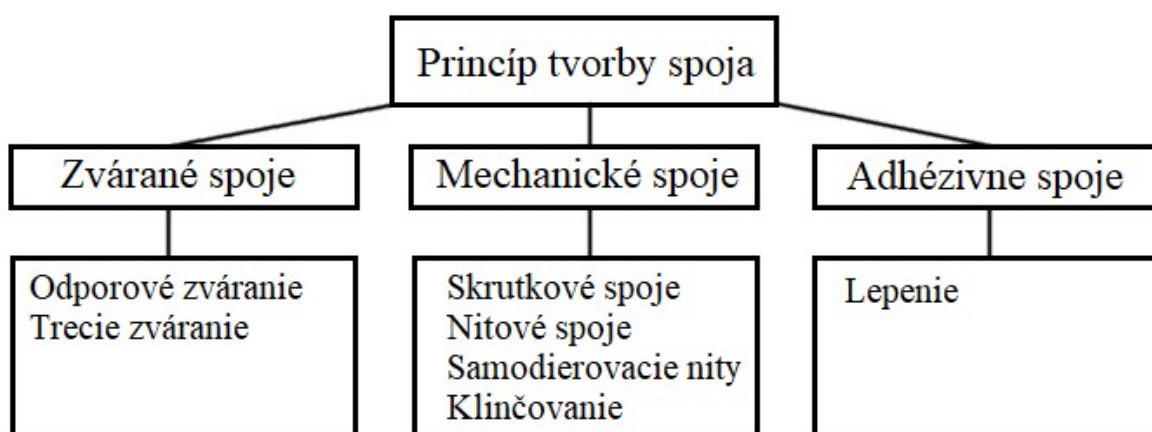 Princíp tvorby spoja
Zvárané spoje
Mechanické spoje
Adhézivne spoje
Odporové zváranie
Trecie zváranie
Skrutkové spoje
Nitové spoje
Samodierovacie nity
Klinčovanie
Lepenie